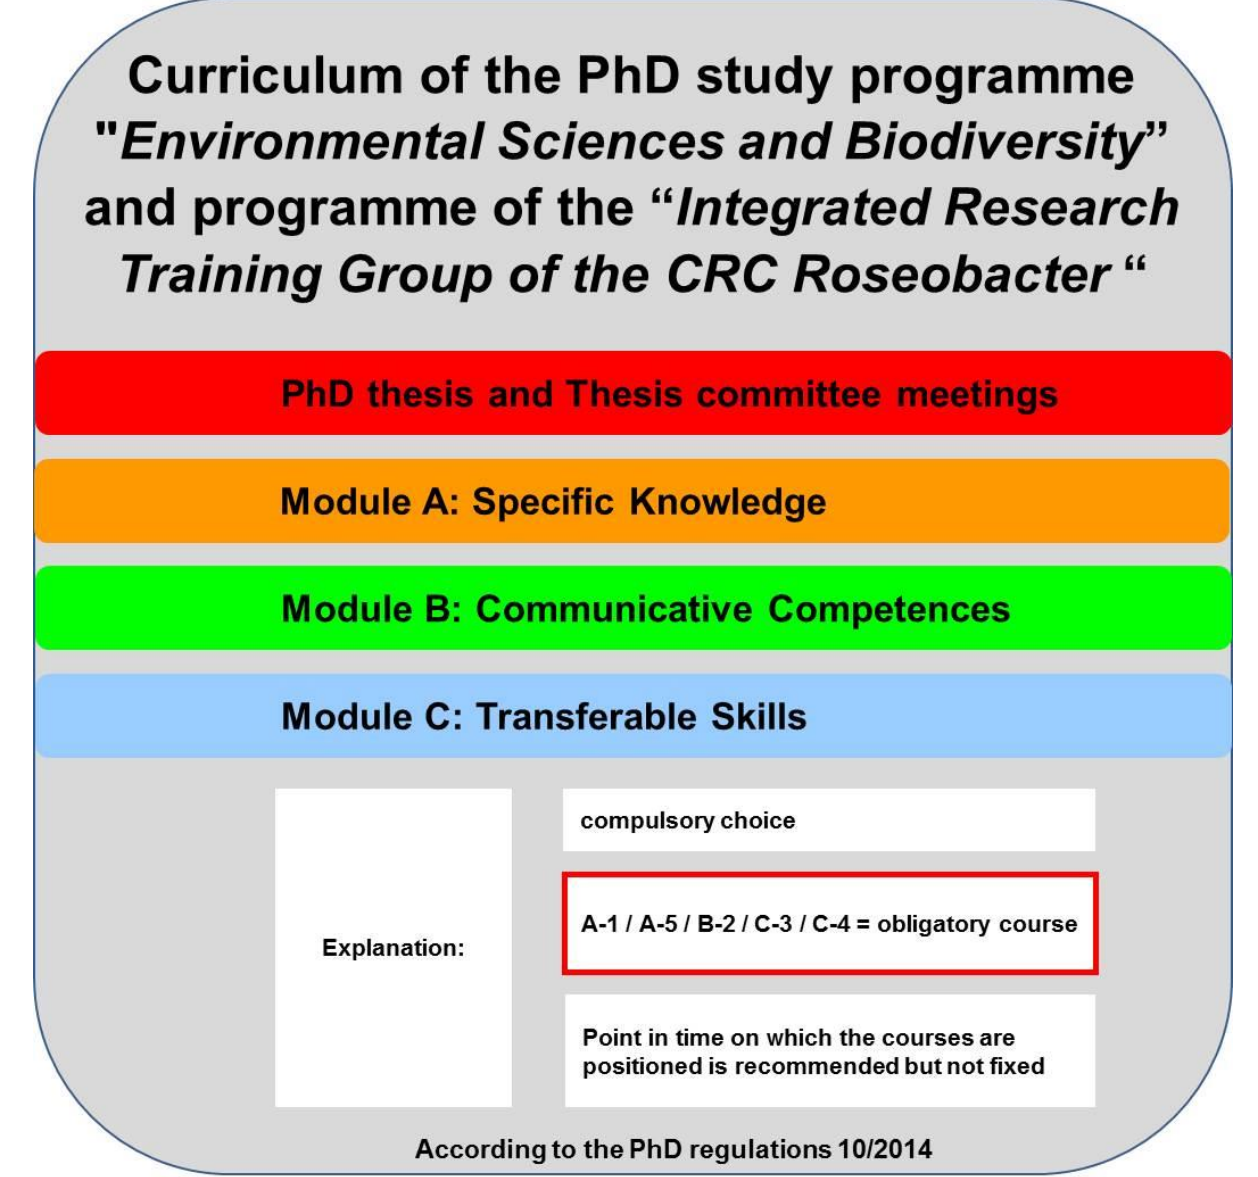 Curriculum of the PhD study programme
"Environmental Sciences and Biodiversity”
and programme of the “Integrated Research
Training Group of the CRC Roseobacter “
PhD thesis and Thesis committee meetings
Module A: Specific Knowledge
Module B: Communicative Competences
Module C: Transferable Skills
Explanation:
compulsory choice
A-1 / A-5 / B-2 / C-3 / C-4 = obligatory course
Point in time on which the courses are
positioned is recommended but not fixed
According to the PhD regulations 10/2014